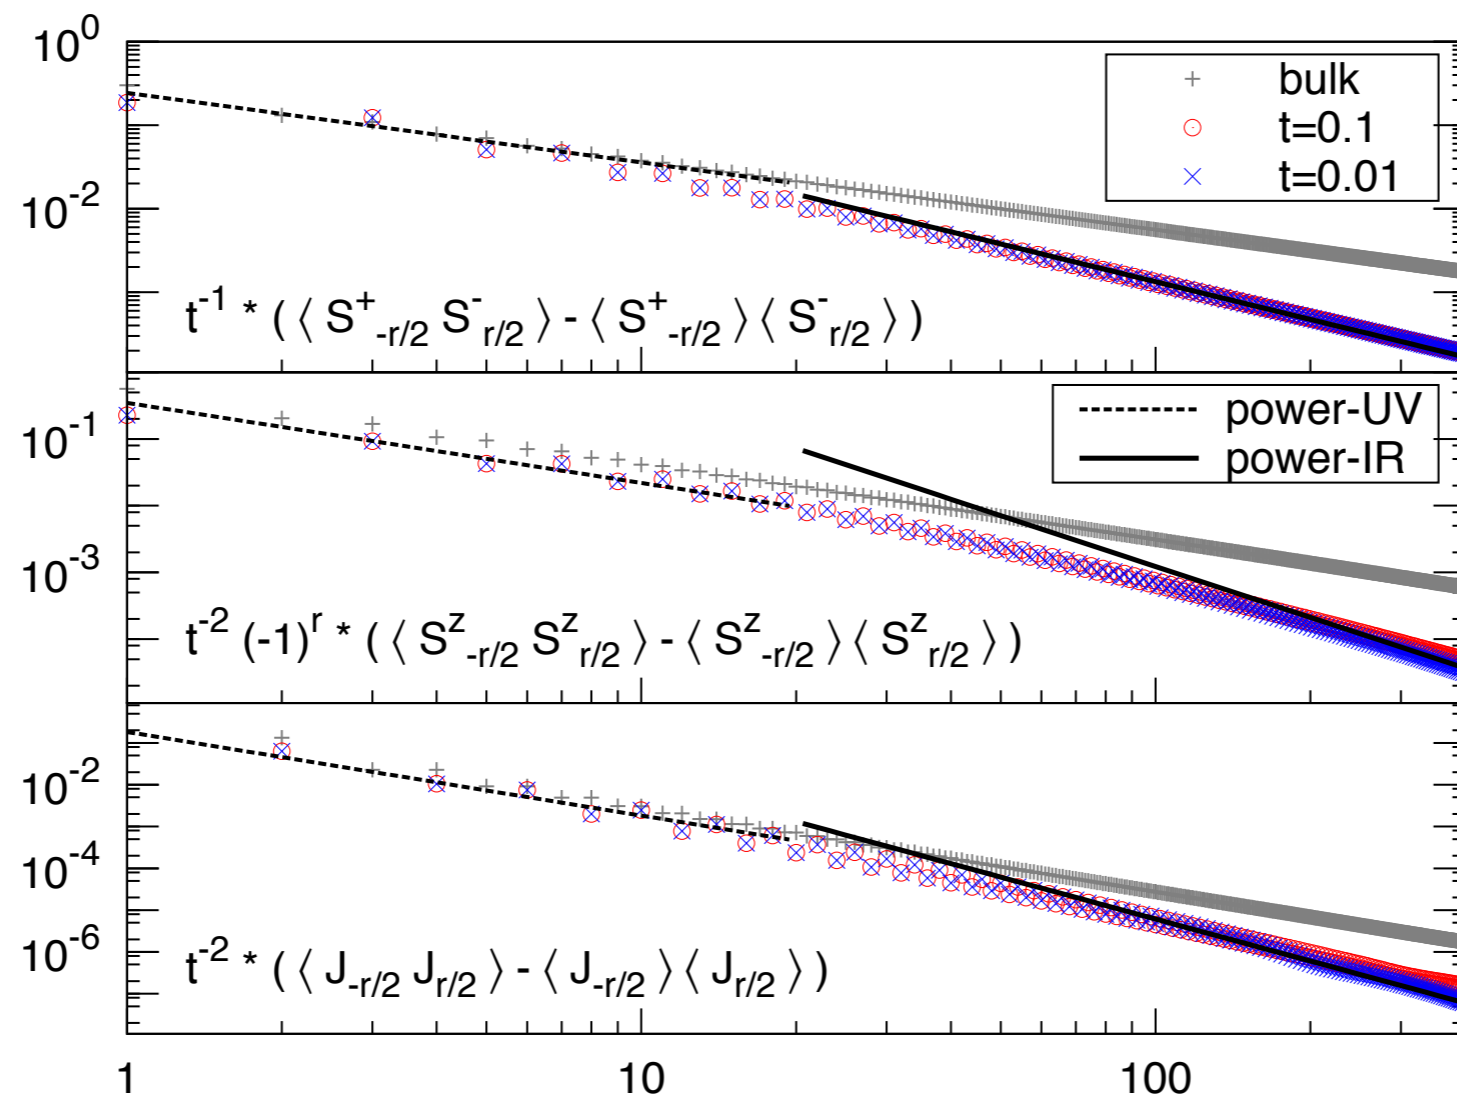 10^0
bulk
t=0.1
10^-2
t=0.01
t^-1 * ( ⟨ S^+_-r/2 S^-_r/2 ⟩ - ⟨ S^+_-r/2 ⟩⟨ S^-_r/2 ⟩ )
power-UV
10^-1
power-IR
10^-3
t^-2 (-1)^r * ( ⟨ S^z_-r/2 S^z_r/2 ⟩ - ⟨ S^z_-r/2 ⟩⟨ S^z_r/2 ⟩ )
10^-2
10^-4
10^-6
t^-2 * ( ⟨ J_-r/2 J_r/2 ⟩ - ⟨ J_-r/2 ⟩⟨ J_r/2 ⟩ )
1 10 100